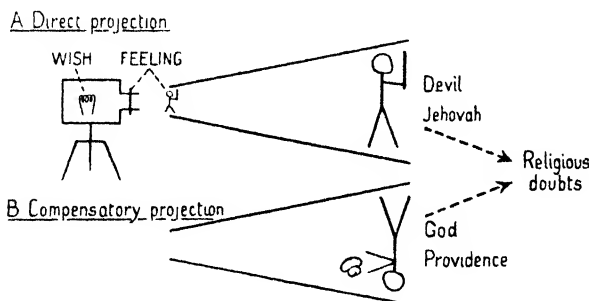 A Direct projection
WISH FEELING
Devil
Jehovah
Religious
doubts
B Compensatory projection
God
Providence